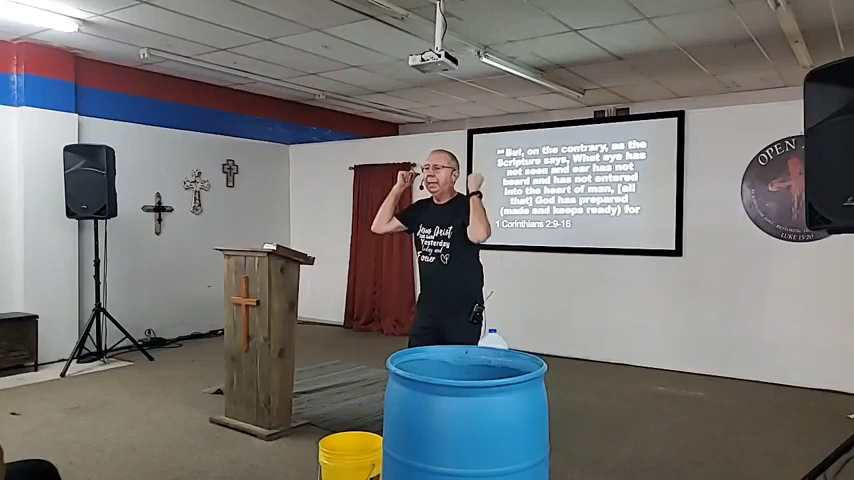 ⁹ But, on the contrary, as the
Scripture says, What eye has
not seen and ear has not
heard and has not entered
into the heart of man, [all
that] God has prepared
(made and keeps ready) for
1 Corinthians 2:9-16
OPEN
LUKE 15:20
Jesus Christ
Yesterday
Today and
Forever